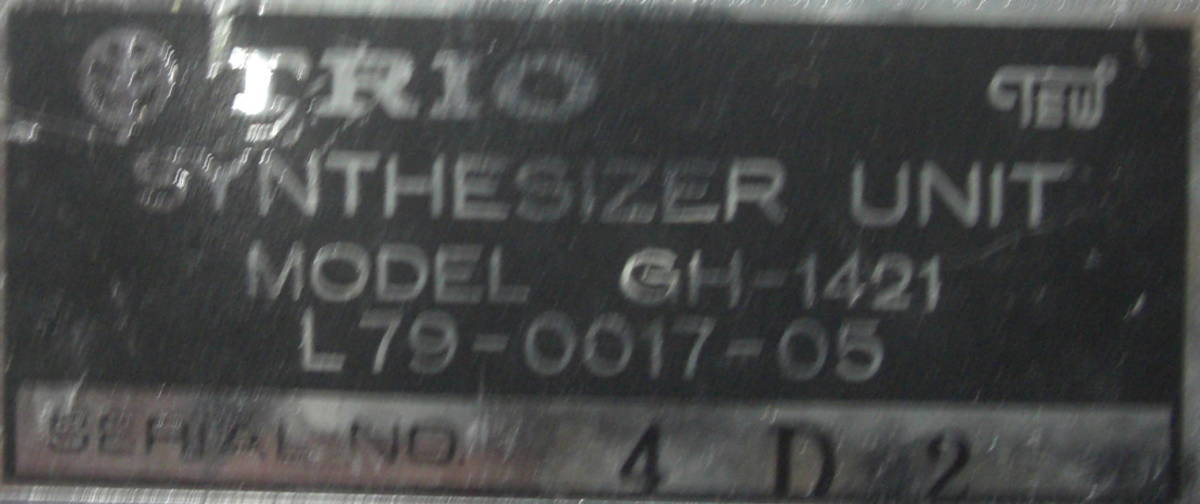 TRIO TEW
SYNTHESIZER UNIT
MODEL GH-1421
L79-0017-05
SERIAL NO. 4 D 2